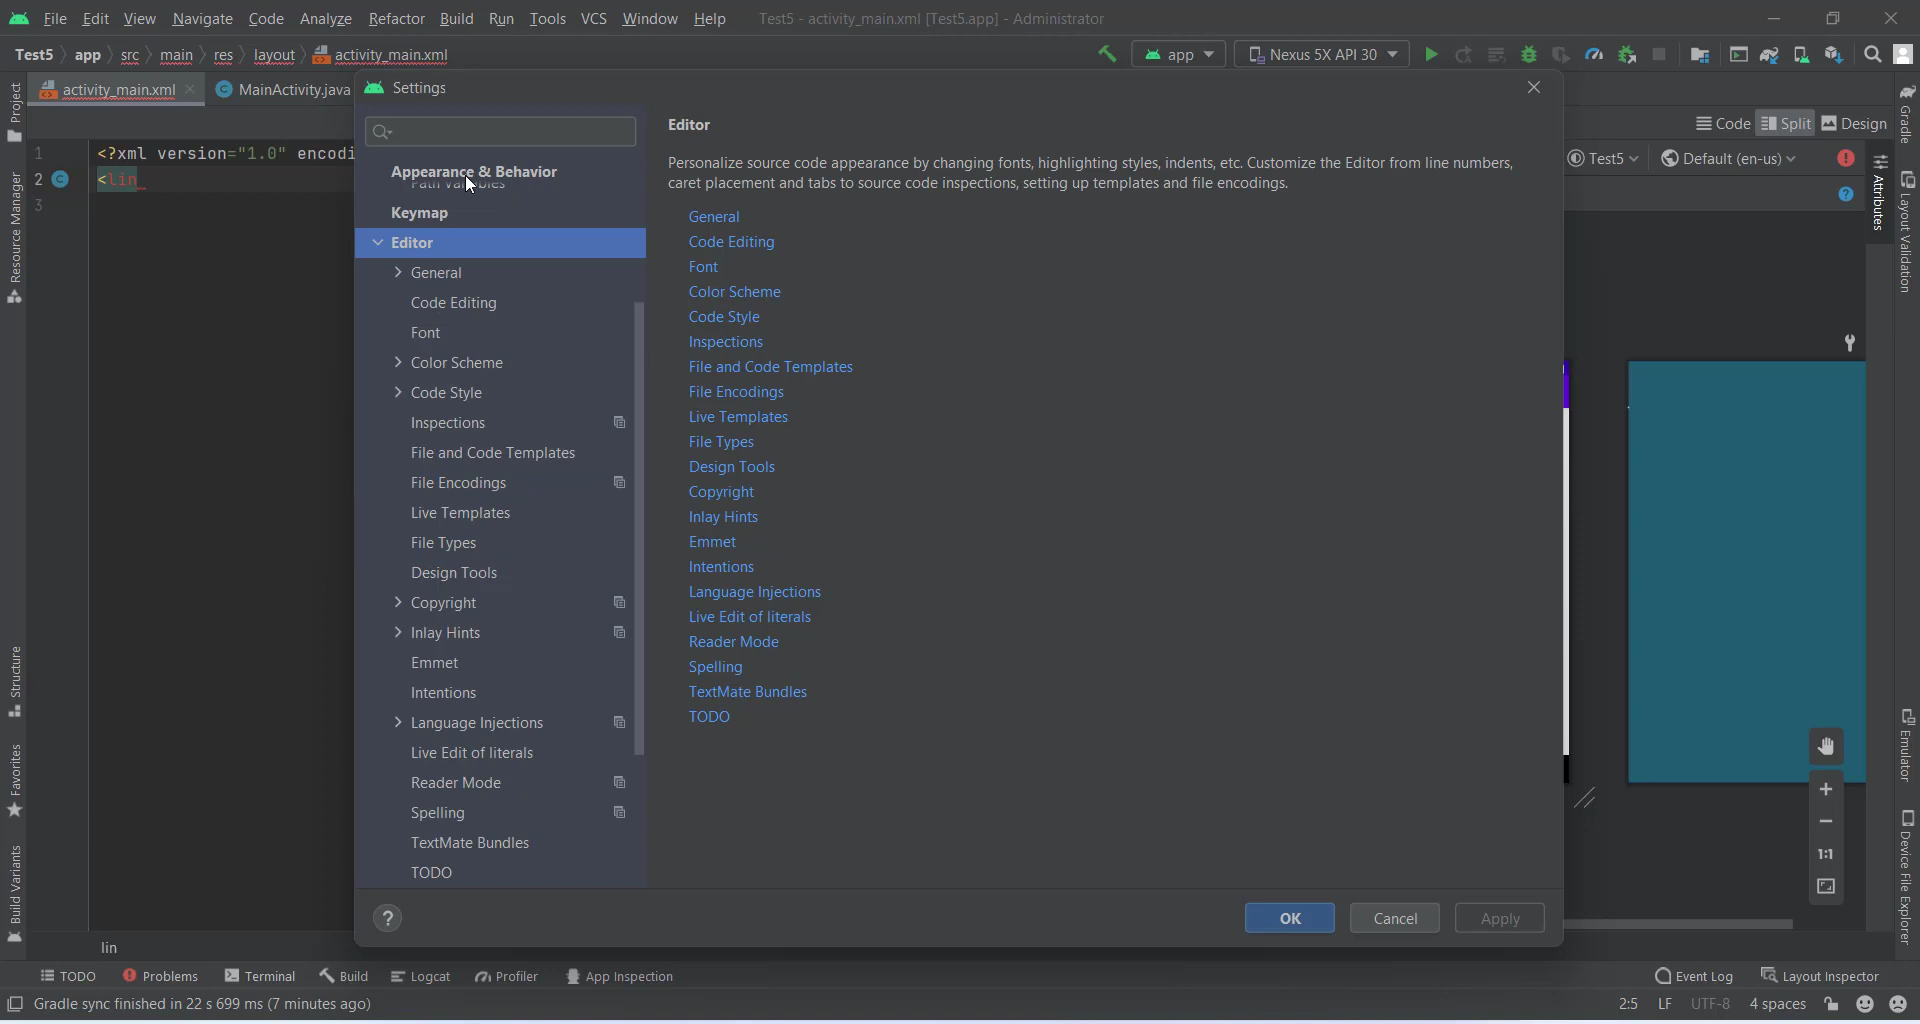 File Edit View Navigate Code Analyze Refactor Build Run Tools VCS Window Help Test5 - activity_main.xml [Test5.app] - Administrator
Test5 app src main res layout activity_main.xml app Nexus 5X API 30
activity_main.xml MainActivity.java
Code Split Design
Test5 Default (en-us)
1 <?xml version="1.0" encodi
2 <lin
3
Project
Resource Manager
Structure
Favorites
Build Variants
Settings
Appearance & Behavior
Path Variables
Keymap
Editor
General
Code Editing
Font
Color Scheme
Code Style
Inspections
File and Code Templates
File Encodings
Live Templates
File Types
Design Tools
Copyright
Inlay Hints
Emmet
Intentions
Language Injections
Live Edit of literals
Reader Mode
Spelling
TextMate Bundles
TODO
Editor
Personalize source code appearance by changing fonts, highlighting styles, indents, etc. Customize the Editor from line numbers,
caret placement and tabs to source code inspections, setting up templates and file encodings.
General
Code Editing
Font
Color Scheme
Code Style
Inspections
File and Code Templates
File Encodings
Live Templates
File Types
Design Tools
Copyright
Inlay Hints
Emmet
Intentions
Language Injections
Live Edit of literals
Reader Mode
Spelling
TextMate Bundles
TODO
? OK Cancel Apply
Attributes
Gradle
Layout Validation
Emulator
Device File Explorer
1:1
lin
TODO Problems Terminal Build Logcat Profiler App Inspection Event Log Layout Inspector
Gradle sync finished in 22 s 699 ms (7 minutes ago) 2:5 LF UTF-8 4 spaces